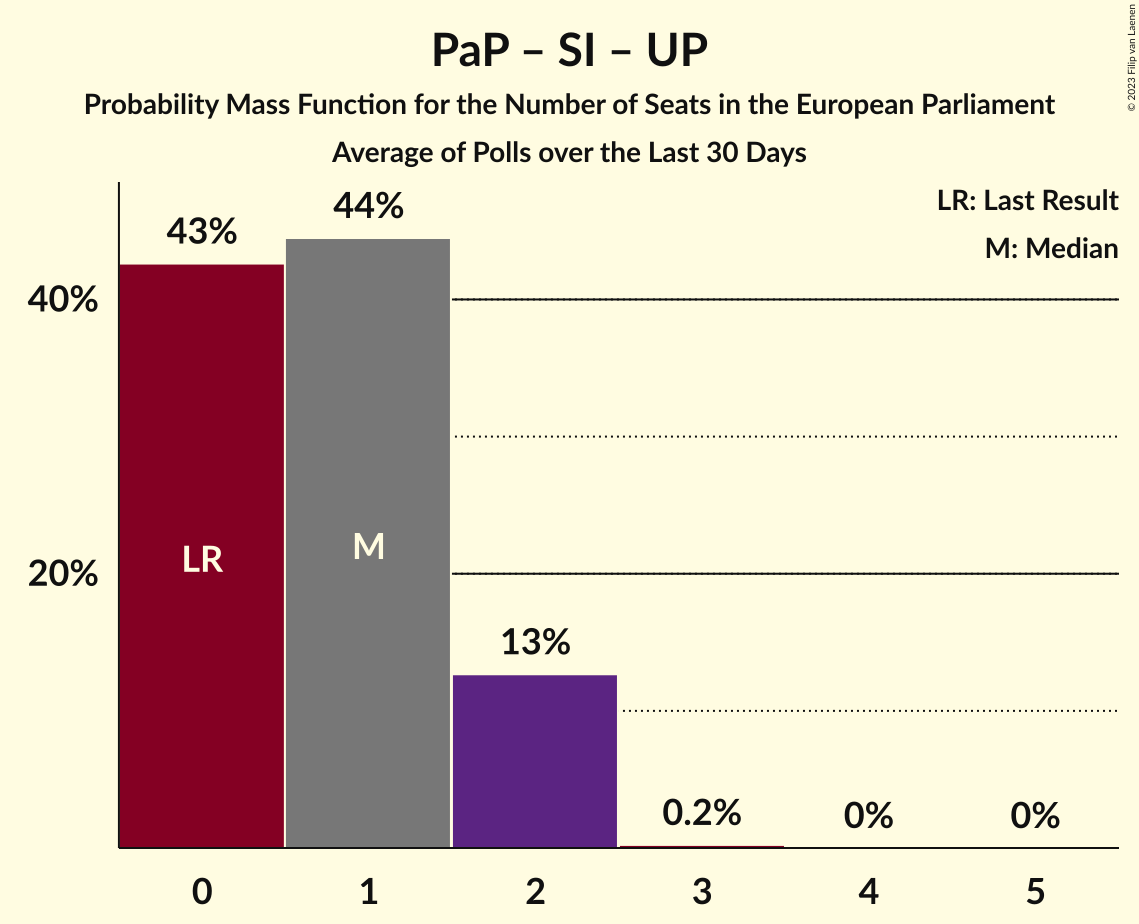 PaP – SI – UP
Probability Mass Function for the Number of Seats in the European Parliament
Average of Polls over the Last 30 Days
© 2023 Filip van Laenen
LR: Last Result
M: Median
43%
44%
40%
LR
M
20%
13%
0.2%
0%
0%
0
1
2
3
4
5